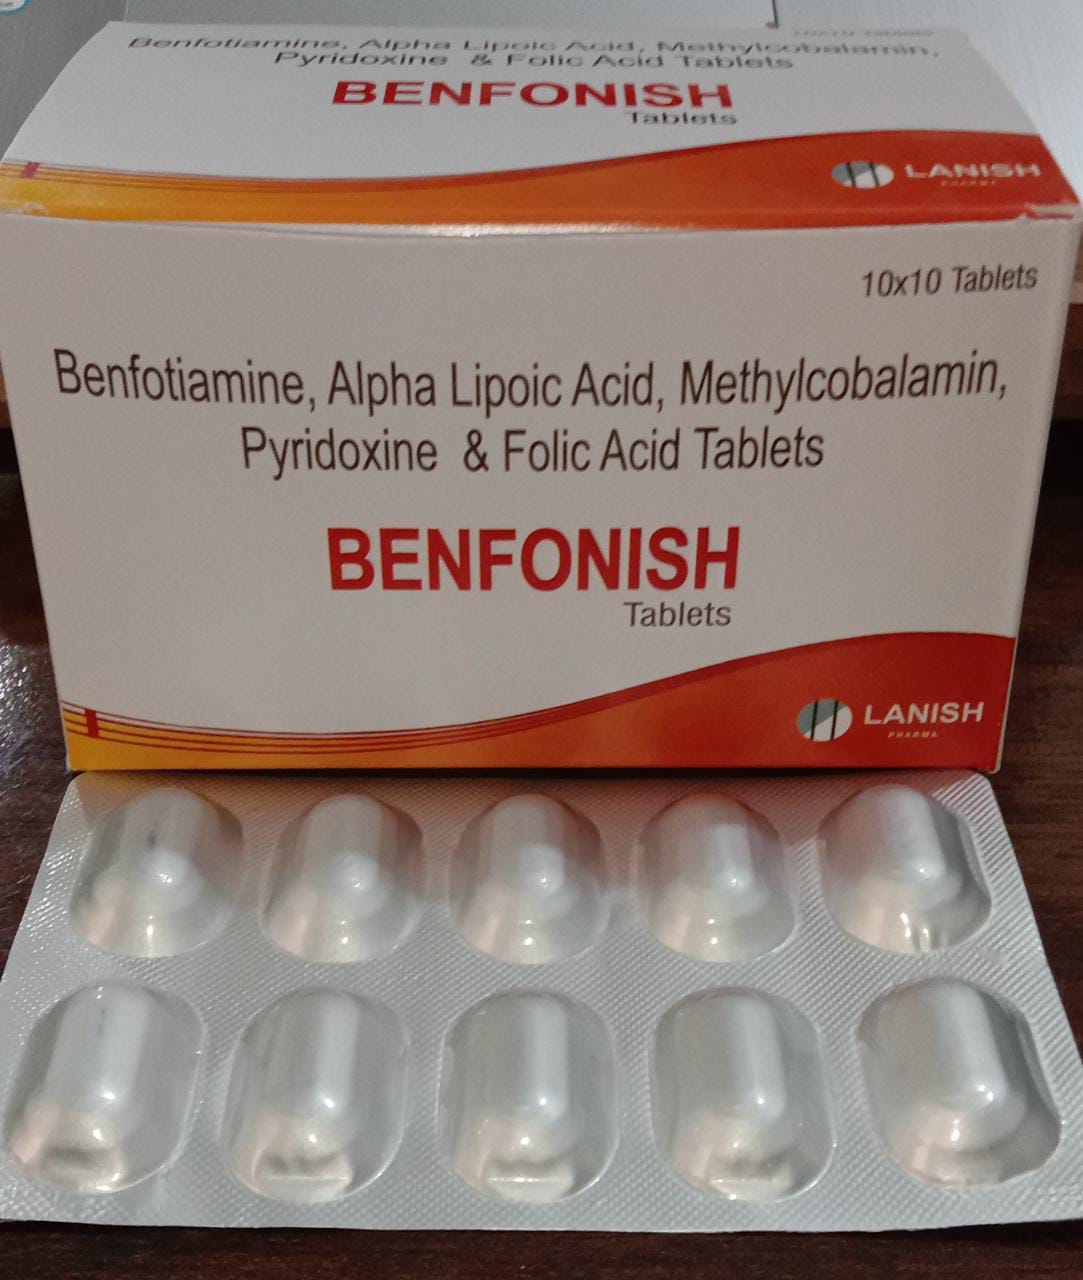 Benfotiamine, Alpha Lipoic Acid, Methylcobalamin,
Pyridoxine & Folic Acid Tablets
BENFONISH
Tablets
LANISH
PHARMA
10x10 Tablets
Benfotiamine, Alpha Lipoic Acid, Methylcobalamin,
Pyridoxine & Folic Acid Tablets
BENFONISH
Tablets
LANISH
PHARMA